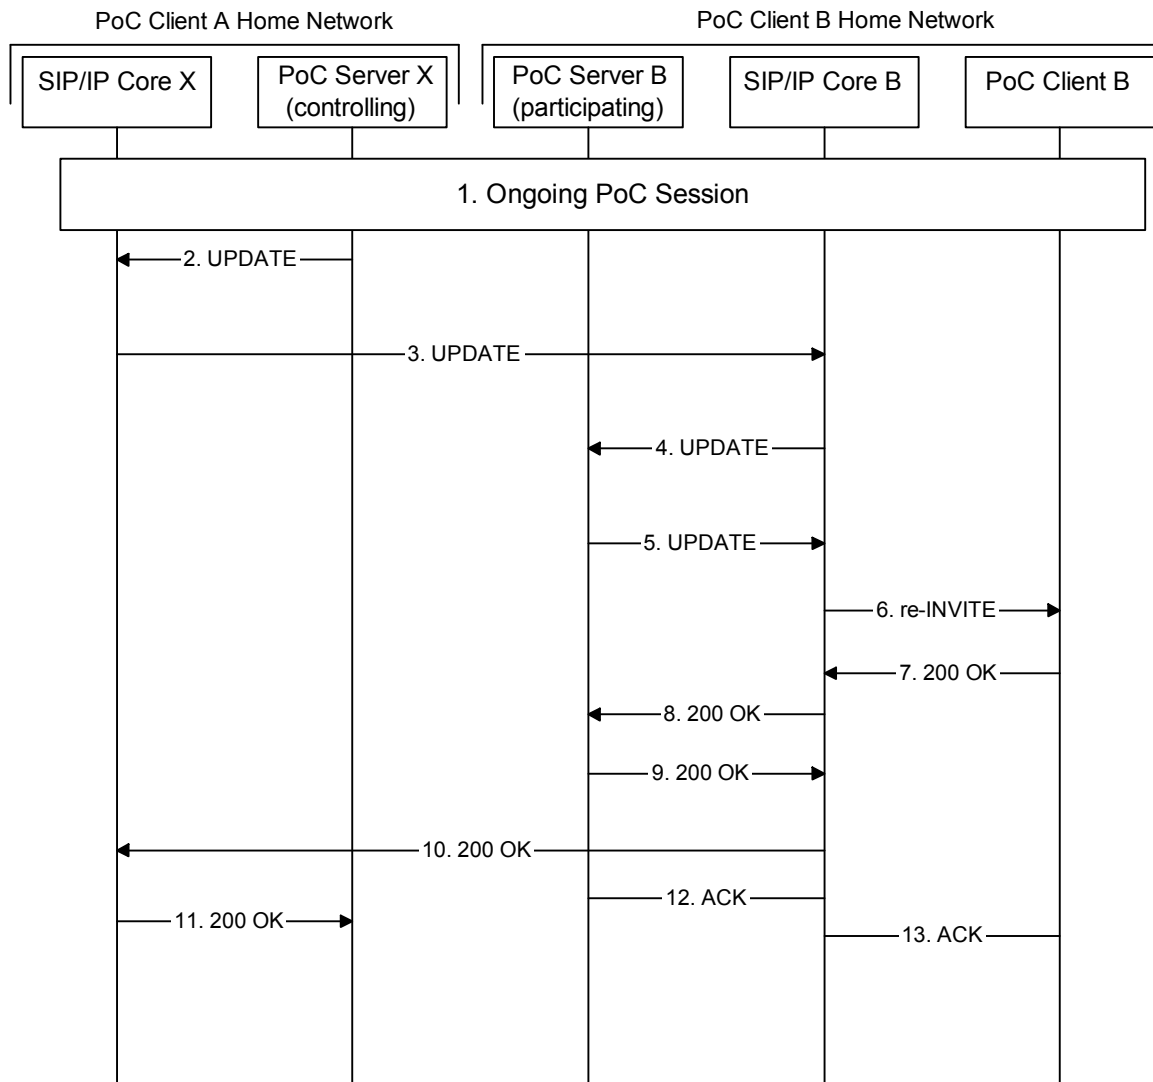 PoC Client A Home Network
PoC Client B Home Network
SIP/IP Core X
PoC Server X
(controlling)
PoC Server B
(participating)
SIP/IP Core B
PoC Client B
1. Ongoing PoC Session
2. UPDATE
3. UPDATE
4. UPDATE
5. UPDATE
6. re-INVITE
7. 200 OK
8. 200 OK
9. 200 OK
10. 200 OK
12. ACK
11. 200 OK
13. ACK